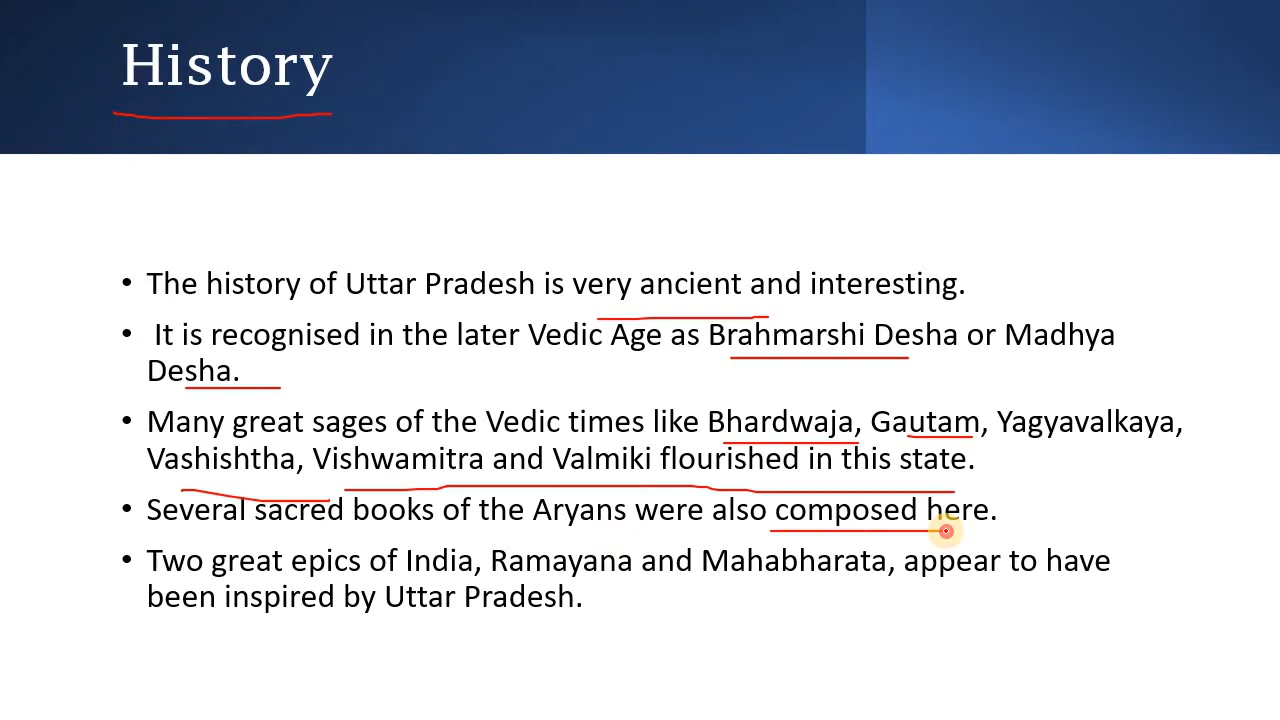 History
• The history of Uttar Pradesh is very ancient and interesting.
• It is recognised in the later Vedic Age as Brahmarshi Desha or Madhya
Desha.
• Many great sages of the Vedic times like Bhardwaja, Gautam, Yagyavalkaya,
Vashishtha, Vishwamitra and Valmiki flourished in this state.
• Several sacred books of the Aryans were also composed here.
• Two great epics of India, Ramayana and Mahabharata, appear to have
been inspired by Uttar Pradesh.